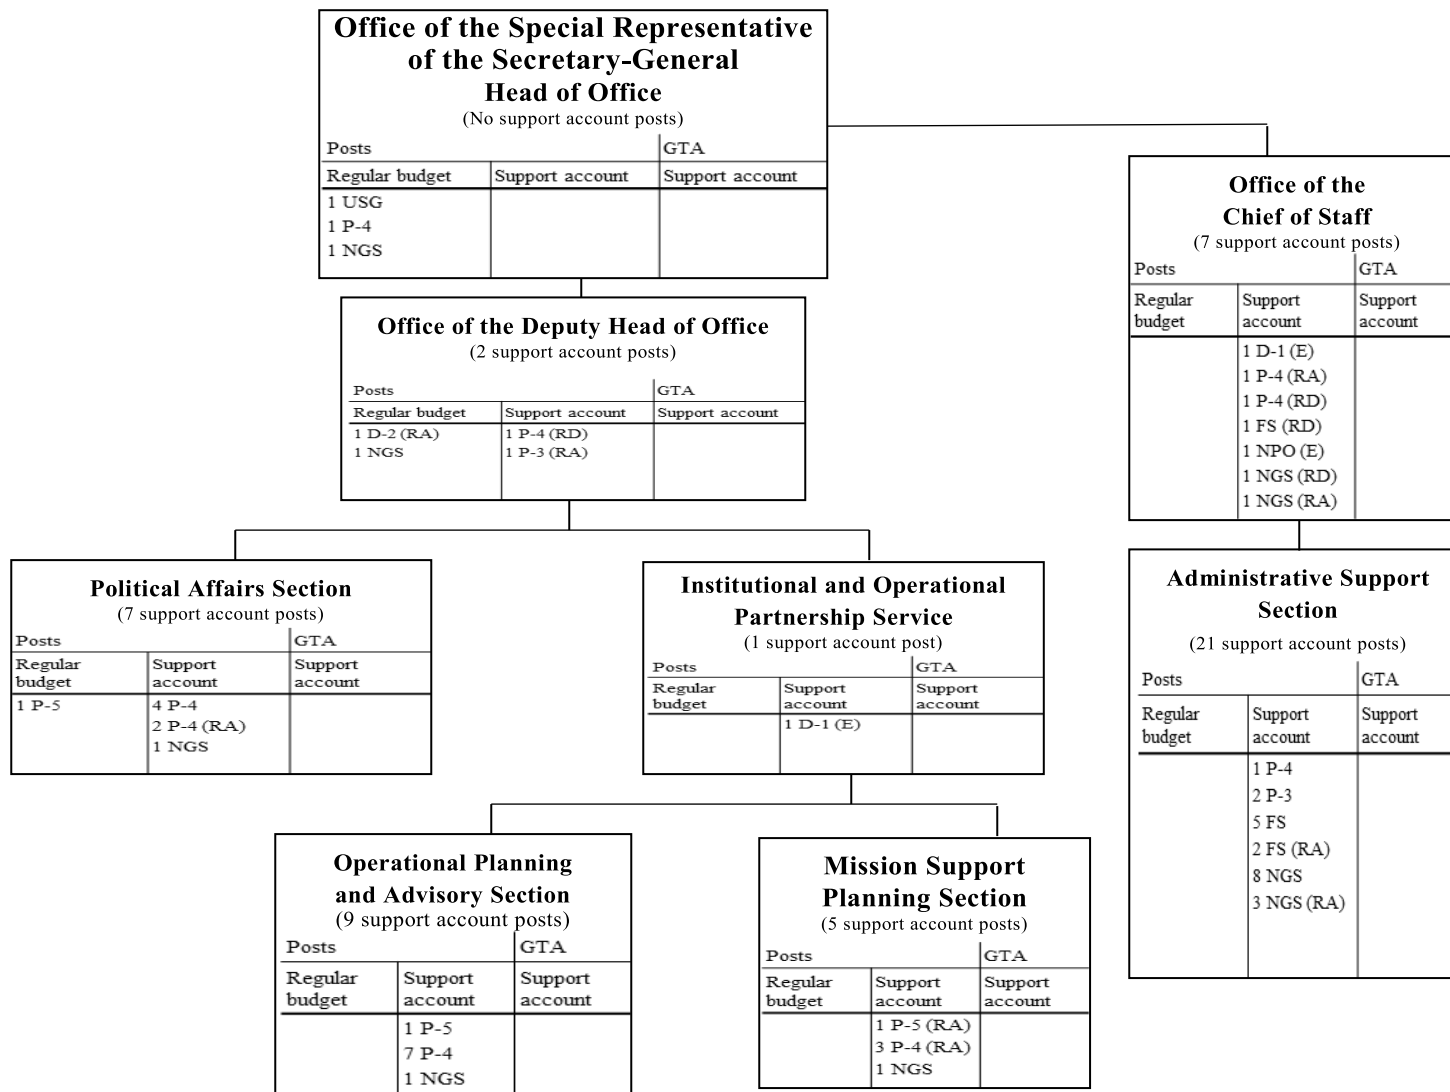 Office of the Special Representative
of the Secretary-General
Head of Office
(No support account posts)
Posts GTA
Regular budget Support account Support account
1 USG
1 P-4
1 NGS
Office of the
Chief of Staff
(7 support account posts)
Posts GTA
Regular Support Support
budget account account
1 D-1 (E)
1 P-4 (RA)
1 P-4 (RD)
1 FS (RD)
1 NPO (E)
1 NGS (RD)
1 NGS (RA)
Office of the Deputy Head of Office
(2 support account posts)
Posts GTA
Regular budget Support account Support account
1 D-2 (RA) 1 P-4 (RD)
1 NGS 1 P-3 (RA)
Political Affairs Section
(7 support account posts)
Posts GTA
Regular Support Support
budget account account
1 P-5 4 P-4
2 P-4 (RA)
1 NGS
Institutional and Operational
Partnership Service
(1 support account post)
Posts GTA
Regular Support Support
budget account account
1 D-1 (E)
Administrative Support
Section
(21 support account posts)
Posts GTA
Regular Support Support
budget account account
1 P-4
2 P-3
5 FS
2 FS (RA)
8 NGS
3 NGS (RA)
Operational Planning
and Advisory Section
(9 support account posts)
Posts GTA
Regular Support Support
budget account account
1 P-5
7 P-4
1 NGS
Mission Support
Planning Section
(5 support account posts)
Posts GTA
Regular Support Support
budget account account
1 P-5 (RA)
3 P-4 (RA)
1 NGS